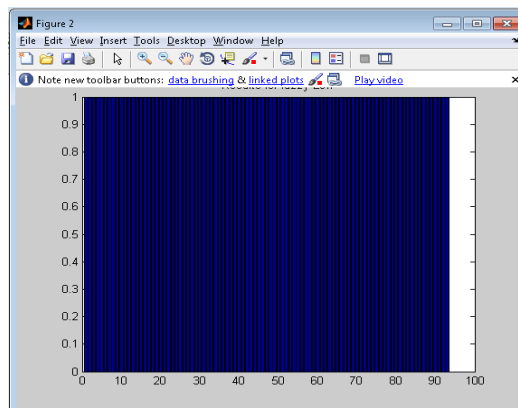 Figure 2
File Edit View Insert Tools Desktop Window Help
Note new toolbar buttons: data brushing & linked plots Play video
1
0.9
0.8
0.7
0.6
0.5
0.4
0.3
0.2
0.1
0
0 10 20 30 40 50 60 70 80 90 100